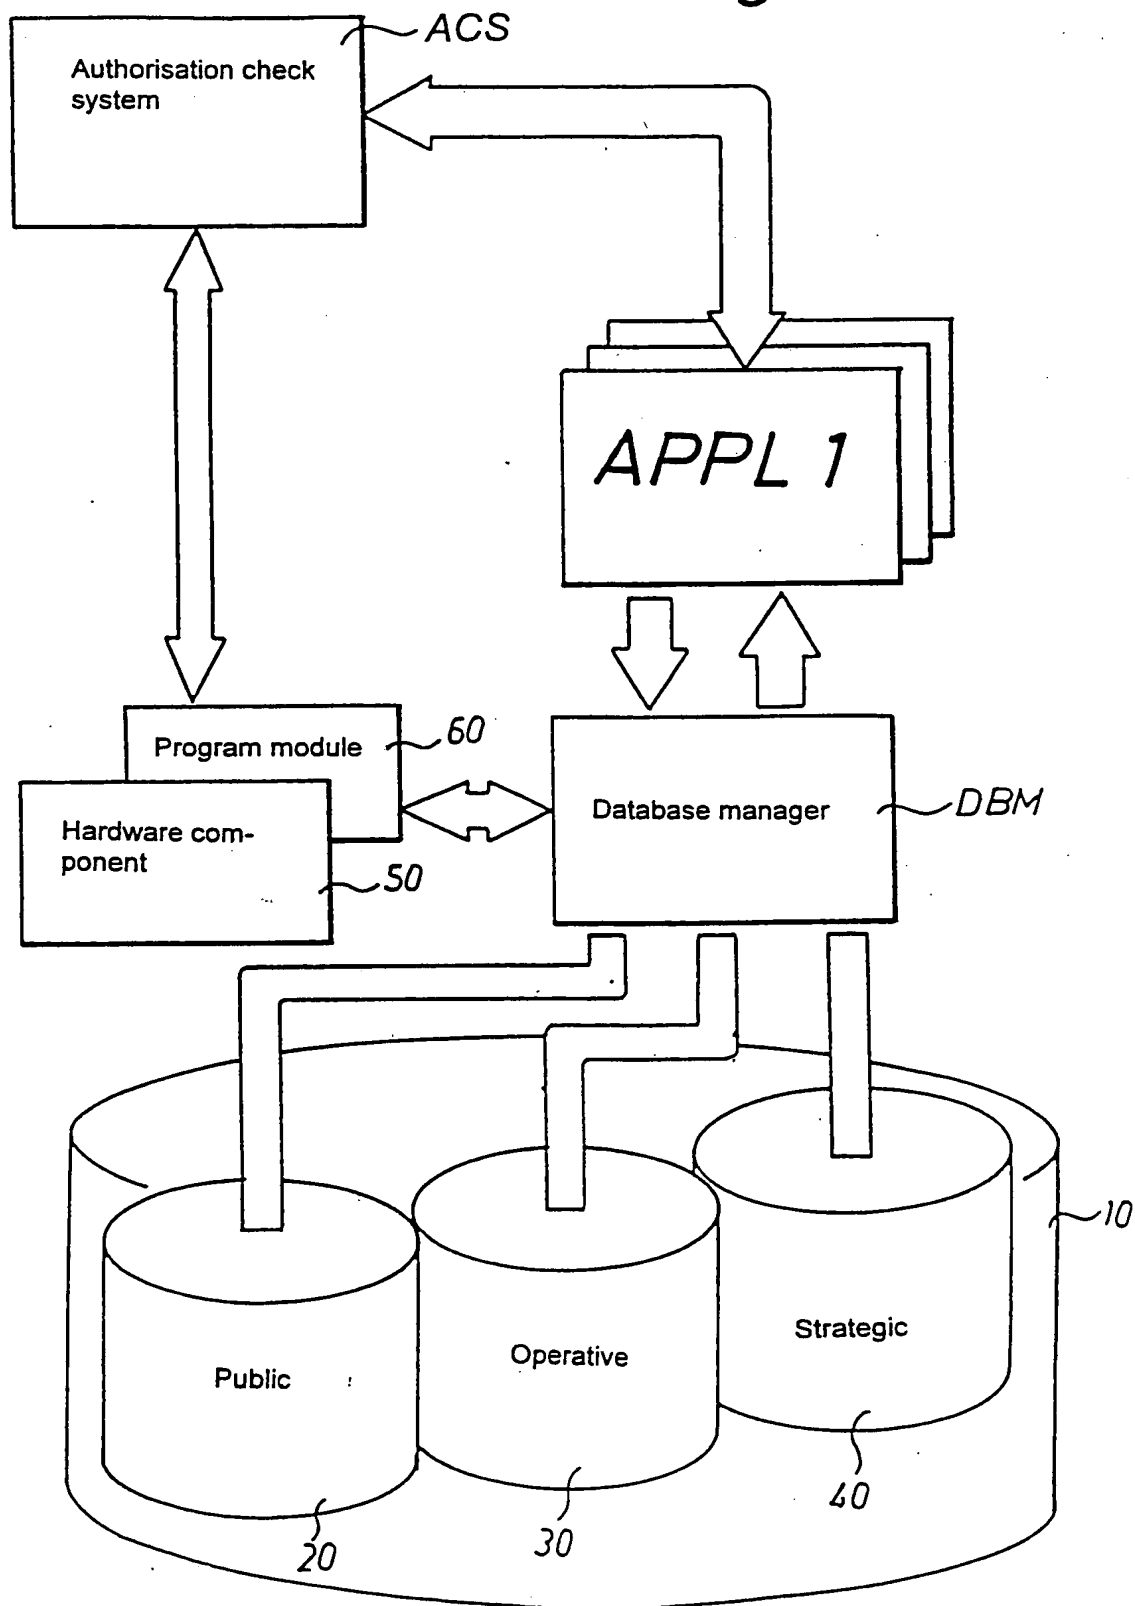 ACS
Authorisation check
system
APPL 1
Program module
60
Hardware com-
ponent
50
Database manager
DBM
10
Strategic
Operative
Public
40
30
20